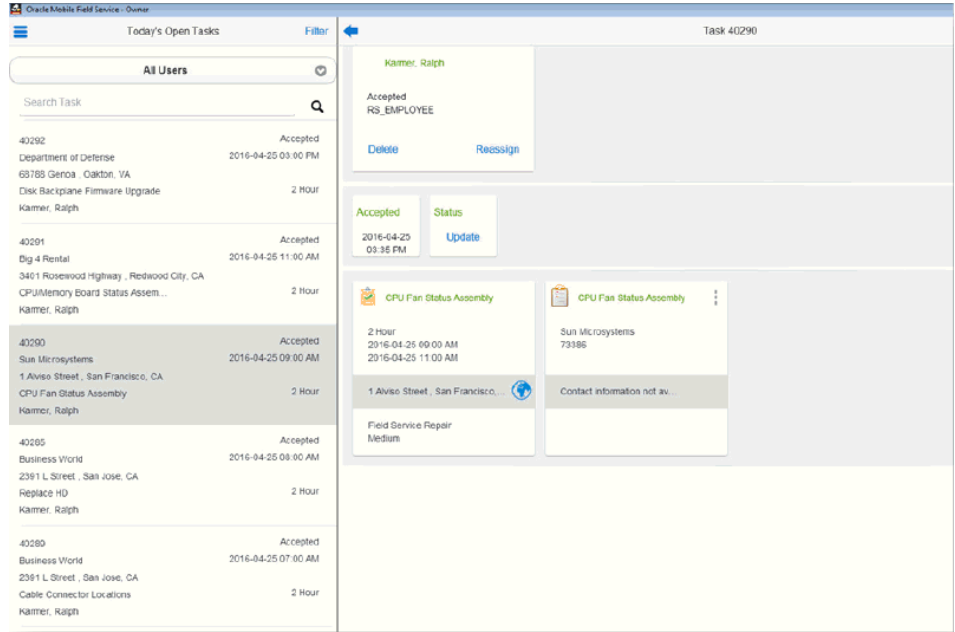 Oracle Mobile Field Service - Owner
Today's Open Tasks
Filter
All Users
Search Task
40292
Accepted
Department of Defense
2016-04-25 03:00 PM
68788 Genoa , Oakton, VA
Disk Backplane Firmware Upgrade
2 Hour
Karmer, Ralph
40291
Accepted
Big 4 Rental
2016-04-25 11:00 AM
3401 Rosewood Highway , Redwood City, CA
CPU/Memory Board Status Assem...
2 Hour
Karmer, Ralph
40290
Accepted
Sun Microsystems
2016-04-25 09:00 AM
1 Alviso Street , San Francisco, CA
CPU Fan Status Assembly
2 Hour
Karmer, Ralph
40285
Accepted
Business World
2016-04-25 08:00 AM
2391 L Street , San Jose, CA
Replace HD
2 Hour
Karmer, Ralph
40280
Accepted
Business World
2016-04-25 07:00 AM
2391 L Street , San Jose, CA
Cable Connector Locations
2 Hour
Karmer, Ralph
Task 40290
Karmer, Ralph
Accepted
RS_EMPLOYEE
Delete
Reassign
Accepted
2016-04-25
03:35 PM
Status
Update
CPU Fan Status Assembly
2 Hour
2016-04-25 09:00 AM
2016-04-25 11:00 AM
1 Alviso Street , San Francisco,...
Field Service Repair
Medium
CPU Fan Status Assembly
Sun Microsystems
73386
Contact information not av...